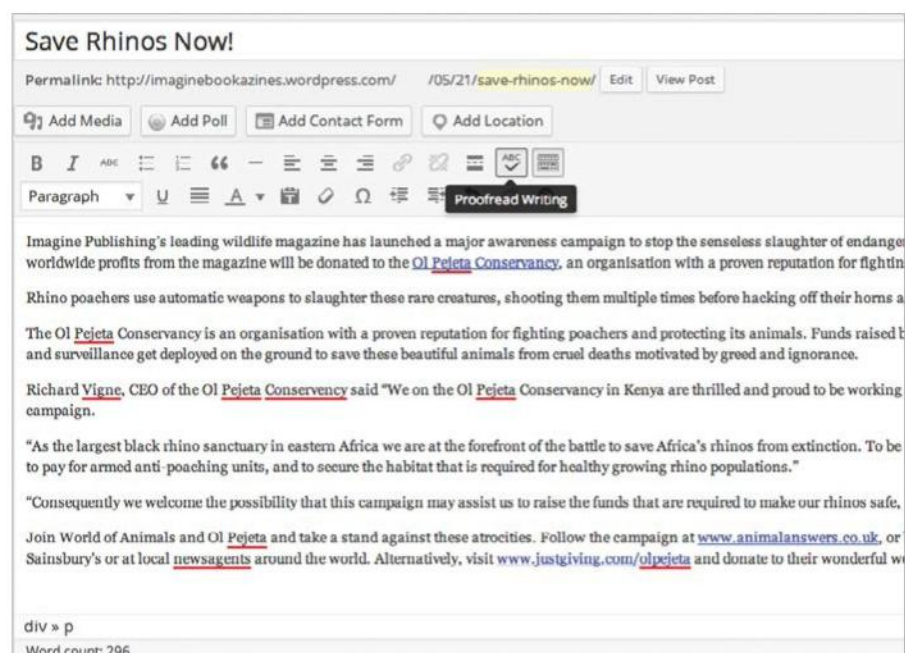 Save Rhinos Now!
Permalink: http://imaginebookazines.wordpress.com/ /05/21/save-rhinos-now/ Edit View Post
Add Media Add Poll Add Contact Form Add Location
B I ABC “ — ABC
Paragraph U A Ω
Proofread Writing
Imagine Publishing's leading wildlife magazine has launched a major awareness campaign to stop the senseless slaughter of endange
worldwide profits from the magazine will be donated to the Ol Pejeta Conservancy, an organisation with a proven reputation for fightin
Rhino poachers use automatic weapons to slaughter these rare creatures, shooting them multiple times before hacking off their horns a
The Ol Pejeta Conservancy is an organisation with a proven reputation for fighting poachers and protecting its animals. Funds raised b
and surveillance get deployed on the ground to save these beautiful animals from cruel deaths motivated by greed and ignorance.
Richard Vigne, CEO of the Ol Pejeta Conservency said “We on the Ol Pejeta Conservancy in Kenya are thrilled and proud to be working
campaign.
“As the largest black rhino sanctuary in eastern Africa we are at the forefront of the battle to save Africa's rhinos from extinction. To be
to pay for armed anti-poaching units, and to secure the habitat that is required for healthy growing rhino populations.”
“Consequently we welcome the possibility that this campaign may assist us to raise the funds that are required to make our rhinos safe,
Join World of Animals and Ol Pejeta and take a stand against these atrocities. Follow the campaign at www.animalanswers.co.uk, or
Sainsbury's or at local newsagents around the world. Alternatively, visit www.justgiving.com/olpejeta and donate to their wonderful w
div » p
Word count: 296